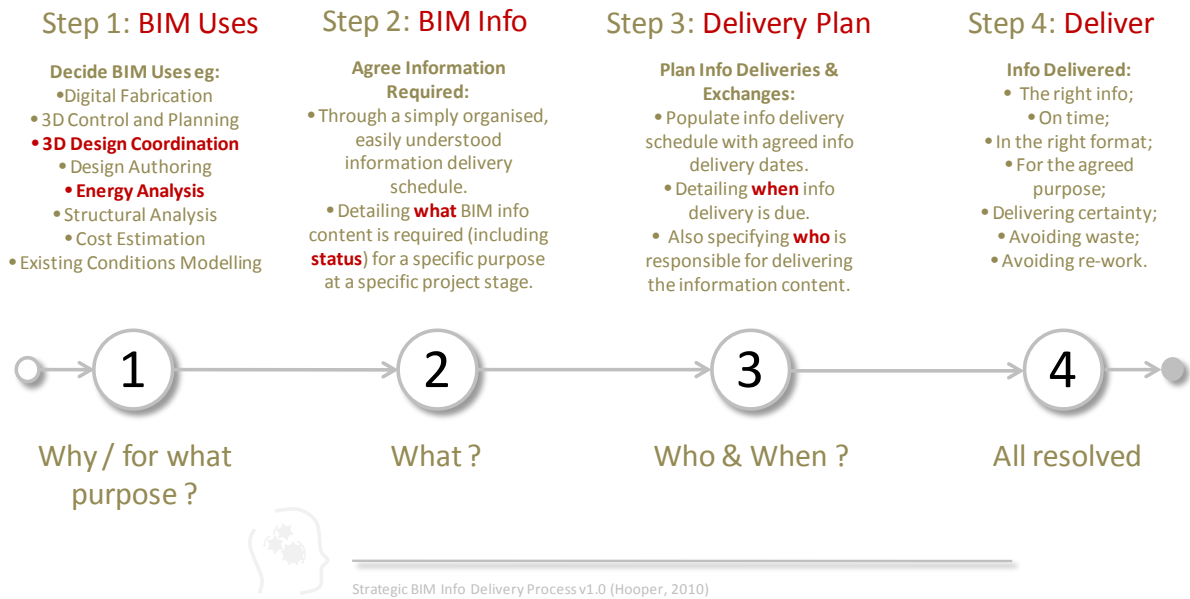 Step 1: BIM Uses
Decide BIM Uses eg:
•Digital Fabrication
•3D Control and Planning
•3D Design Coordination
•Design Authoring
•Energy Analysis
•Structural Analysis
•Cost Estimation
•Existing Conditions Modelling
Step 2: BIM Info
Agree Information
Required:
•Through a simply organised,
easily understood
information delivery
schedule.
•Detailing what BIM info
content is required (including
status) for a specific purpose
at a specific project stage.
Step 3: Delivery Plan
Plan Info Deliveries &
Exchanges:
•Populate info delivery
schedule with agreed info
delivery dates.
•Detailing when info
delivery is due.
• Also specifying who is
responsible for delivering
the information content.
Step 4: Deliver
Info Delivered:
• The right info;
•On time;
•In the right format;
•For the agreed
purpose;
•Delivering certainty;
•Avoiding waste;
•Avoiding re-work.
1
2
3
4
Why / for what
purpose ?
What ?
Who & When ?
All resolved
Strategic BIM Info Delivery Process v1.0 (Hooper, 2010)